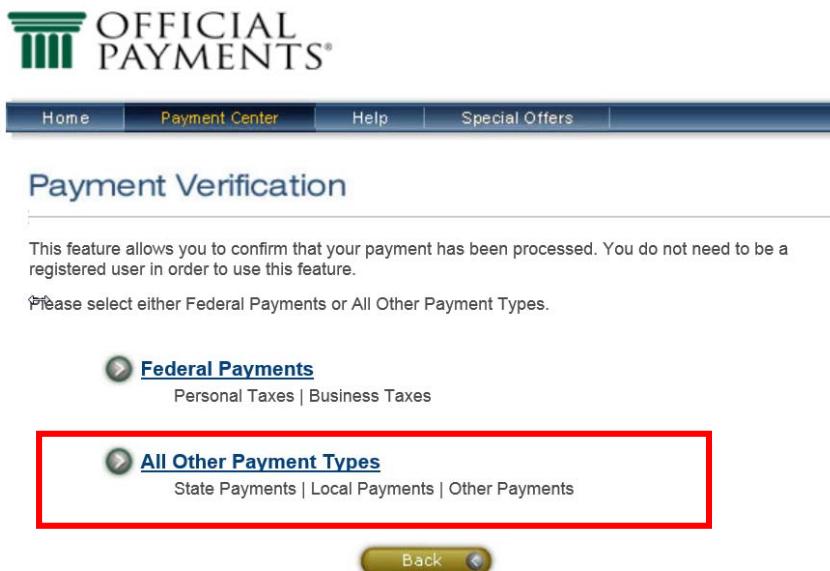 OFFICIAL
PAYMENTS®
Home Payment Center Help Special Offers
Payment Verification
This feature allows you to confirm that your payment has been processed. You do not need to be a
registered user in order to use this feature.
Please select either Federal Payments or All Other Payment Types.
Federal Payments
Personal Taxes | Business Taxes
All Other Payment Types
State Payments | Local Payments | Other Payments
Back